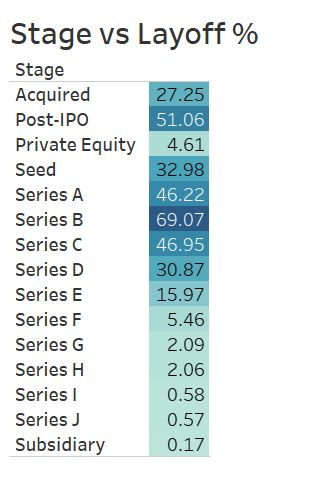 Stage vs Layoff %
Stage
Acquired 27.25
Post-IPO 51.06
Private Equity 4.61
Seed 32.98
Series A 46.22
Series B 69.07
Series C 46.95
Series D 30.87
Series E 15.97
Series F 5.46
Series G 2.09
Series H 2.06
Series I 0.58
Series J 0.57
Subsidiary 0.17